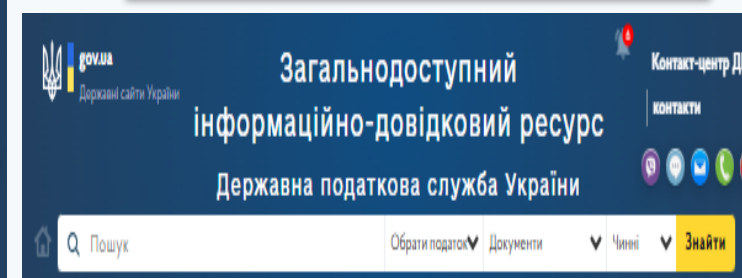 gov.ua
Державні сайти України
Загальнодоступний
інформаційно-довідковий ресурс
Державна податкова служба України
Контакт-центр
контакти
Пошук
Обрати податок
Документи
Чинні
Знайти